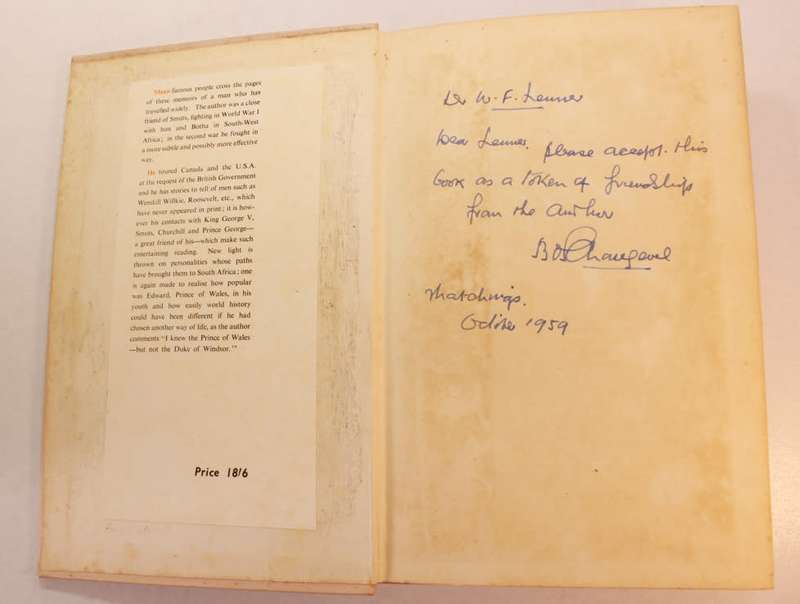 Many famous people cross the pages
of these memoirs of a man who has
travelled widely. The author was a close
friend of Smuts, fighting in World War I
with him and Botha in South-West
Africa; in the second war he fought in
a more subtle and possibly more effective
way.
He toured Canada and the U.S.A.
at the request of the British Government
and he has stories to tell of men such as
Wendell Willkie, Roosevelt, etc., which
have never appeared in print; it is how-
ever his contacts with King George V,
Smuts, Churchill and Prince George—
a great friend of his—which make such
entertaining reading. New light is
thrown on personalities whose paths
have brought them to South Africa; one
is again made to realise how popular
was Edward, Prince of Wales, in his
youth and how easily world history
could have been different if he had
chosen another way of life, as the author
comments "I knew the Prince of Wales
—but not the Duke of Windsor."
Price 18/6
Dr W. F.
Dear please accept this
book as a token of friendship
from the author
October 1959